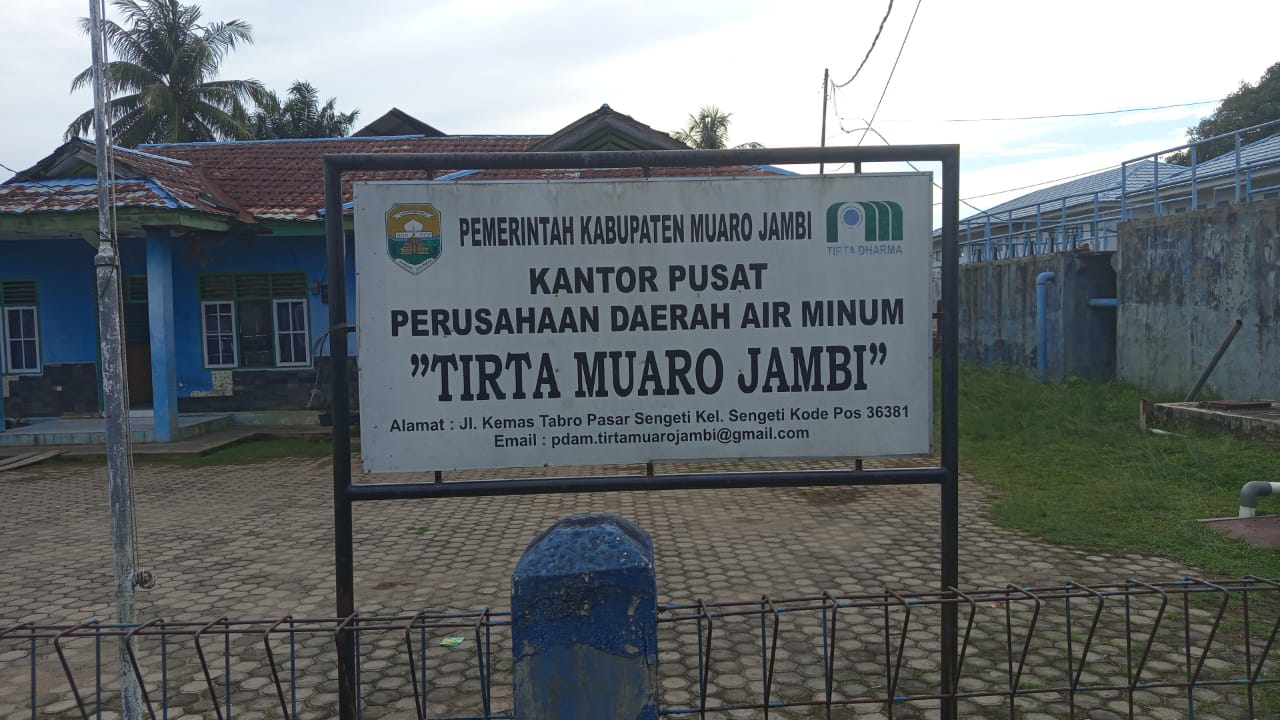 PEMERINTAH KABUPATEN MUARO JAMBI
TIRTA DHARMA
KANTOR PUSAT
PERUSAHAAN DAERAH AIR MINUM
"TIRTA MUARO JAMBI"
Alamat : Jl. Kemas Tabro Pasar Sengeti Kel. Sengeti Kode Pos 36381
Email : pdam.tirtamuarojambi@gmail.com